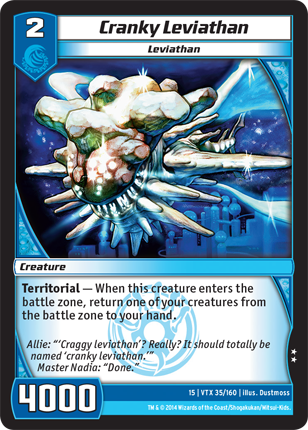 2
Cranky Leviathan
Leviathan
Creature
Territorial — When this creature enters the
battle zone, return one of your creatures from
the battle zone to your hand.
Allie: “‘Craggy leviathan’? Really? It should totally be
named ‘cranky leviathan.’”
Master Nadia: “Done.”
4000
15 | VTX 35/160 | illus. Dustmoss
TM & © 2014 Wizards of the Coast/Shogakukan/Mitsui-Kids.